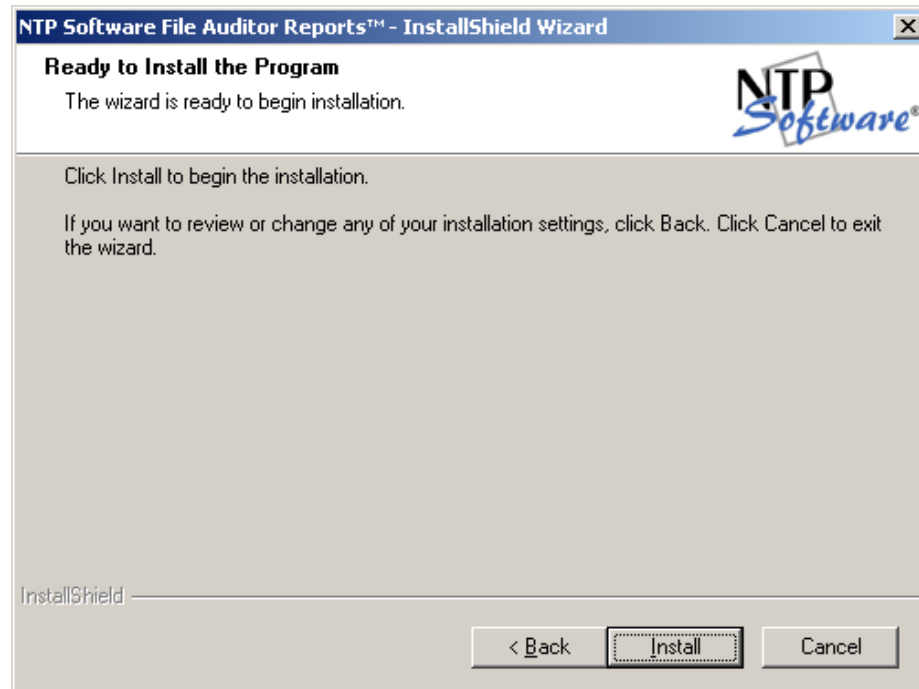 NTP Software File Auditor Reports™ - InstallShield Wizard
Ready to Install the Program
The wizard is ready to begin installation.
NTP
Software®
Click Install to begin the installation.
If you want to review or change any of your installation settings, click Back. Click Cancel to exit
the wizard.
InstallShield
< Back
Install
Cancel